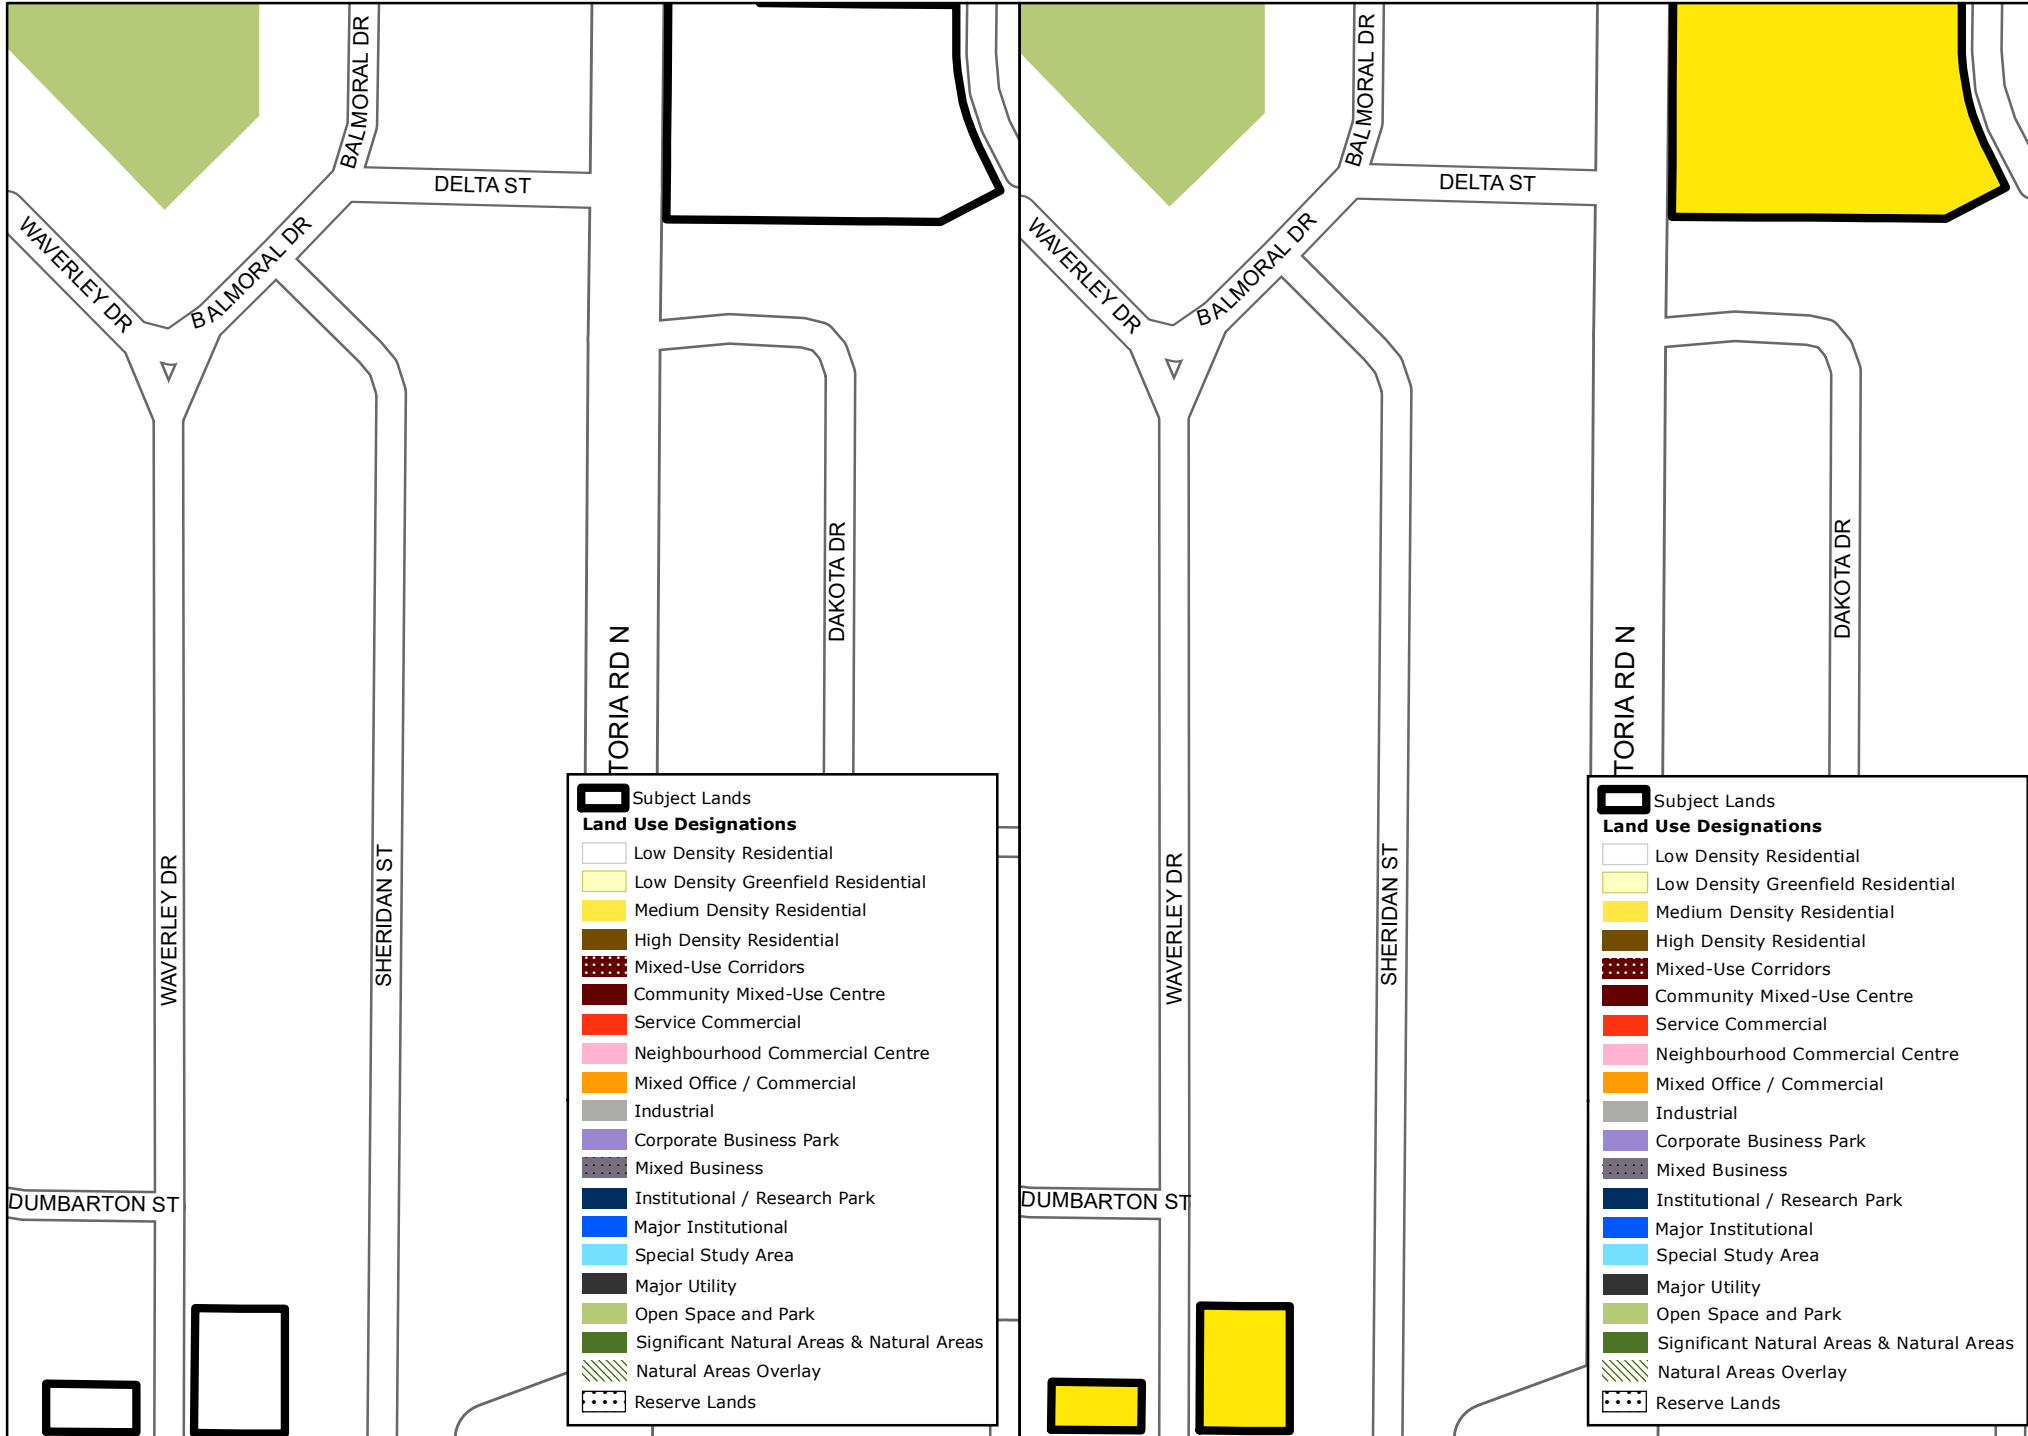 BALMORAL DR
DELTA ST
WAVERLEY DR
BALMORAL DR
DAKOTA DR
TORIA RD N
WAVERLEY DR
SHERIDAN ST
DUMBARTON ST
Subject Lands
Land Use Designations
Low Density Residential
Low Density Greenfield Residential
Medium Density Residential
High Density Residential
Mixed-Use Corridors
Community Mixed-Use Centre
Service Commercial
Neighbourhood Commercial Centre
Mixed Office / Commercial
Industrial
Corporate Business Park
Mixed Business
Institutional / Research Park
Major Institutional
Special Study Area
Major Utility
Open Space and Park
Significant Natural Areas & Natural Areas
Natural Areas Overlay
Reserve Lands
BALMORAL DR
DELTA ST
WAVERLEY DR
BALMORAL DR
DAKOTA DR
TORIA RD N
WAVERLEY DR
SHERIDAN ST
DUMBARTON ST
Subject Lands
Land Use Designations
Low Density Residential
Low Density Greenfield Residential
Medium Density Residential
High Density Residential
Mixed-Use Corridors
Community Mixed-Use Centre
Service Commercial
Neighbourhood Commercial Centre
Mixed Office / Commercial
Industrial
Corporate Business Park
Mixed Business
Institutional / Research Park
Major Institutional
Special Study Area
Major Utility
Open Space and Park
Significant Natural Areas & Natural Areas
Natural Areas Overlay
Reserve Lands